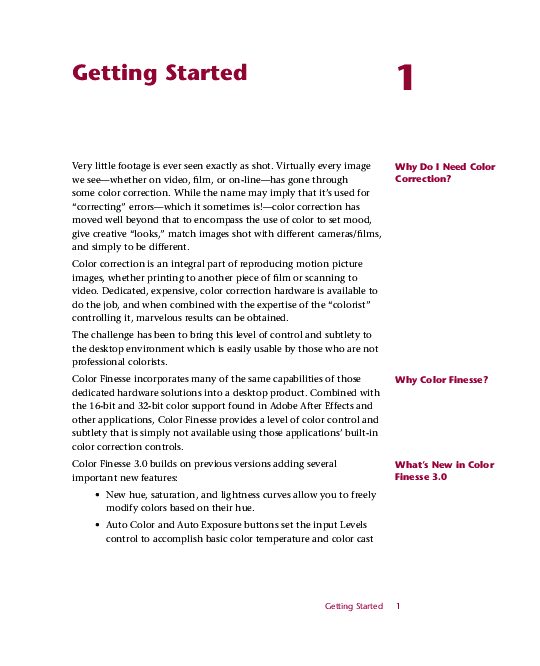 Getting Started
1
Why Do I Need Color
Correction?
Very little footage is ever seen exactly as shot. Virtually every image
we see—whether on video, film, or on-line—has gone through
some color correction. While the name may imply that it's used for
“correcting” errors—which it sometimes is!—color correction has
moved well beyond that to encompass the use of color to set mood,
give creative “looks,” match images shot with different cameras/films,
and simply to be different.
Color correction is an integral part of reproducing motion picture
images, whether printing to another piece of film or scanning to
video. Dedicated, expensive, color correction hardware is available to
do the job, and when combined with the expertise of the “colorist”
controlling it, marvelous results can be obtained.
The challenge has been to bring this level of control and subtlety to
the desktop environment which is easily usable by those who are not
professional colorists.
Why Color Finesse?
Color Finesse incorporates many of the same capabilities of those
dedicated hardware solutions into a desktop product. Combined with
the 16-bit and 32-bit color support found in Adobe After Effects and
other applications, Color Finesse provides a level of color control and
subtlety that is simply not available using those applications' built-in
color correction controls.
What's New in Color
Finesse 3.0
Color Finesse 3.0 builds on previous versions adding several
important new features:
• New hue, saturation, and lightness curves allow you to freely
modify colors based on their hue.
• Auto Color and Auto Exposure buttons set the input Levels
control to accomplish basic color temperature and color cast
Getting Started 1